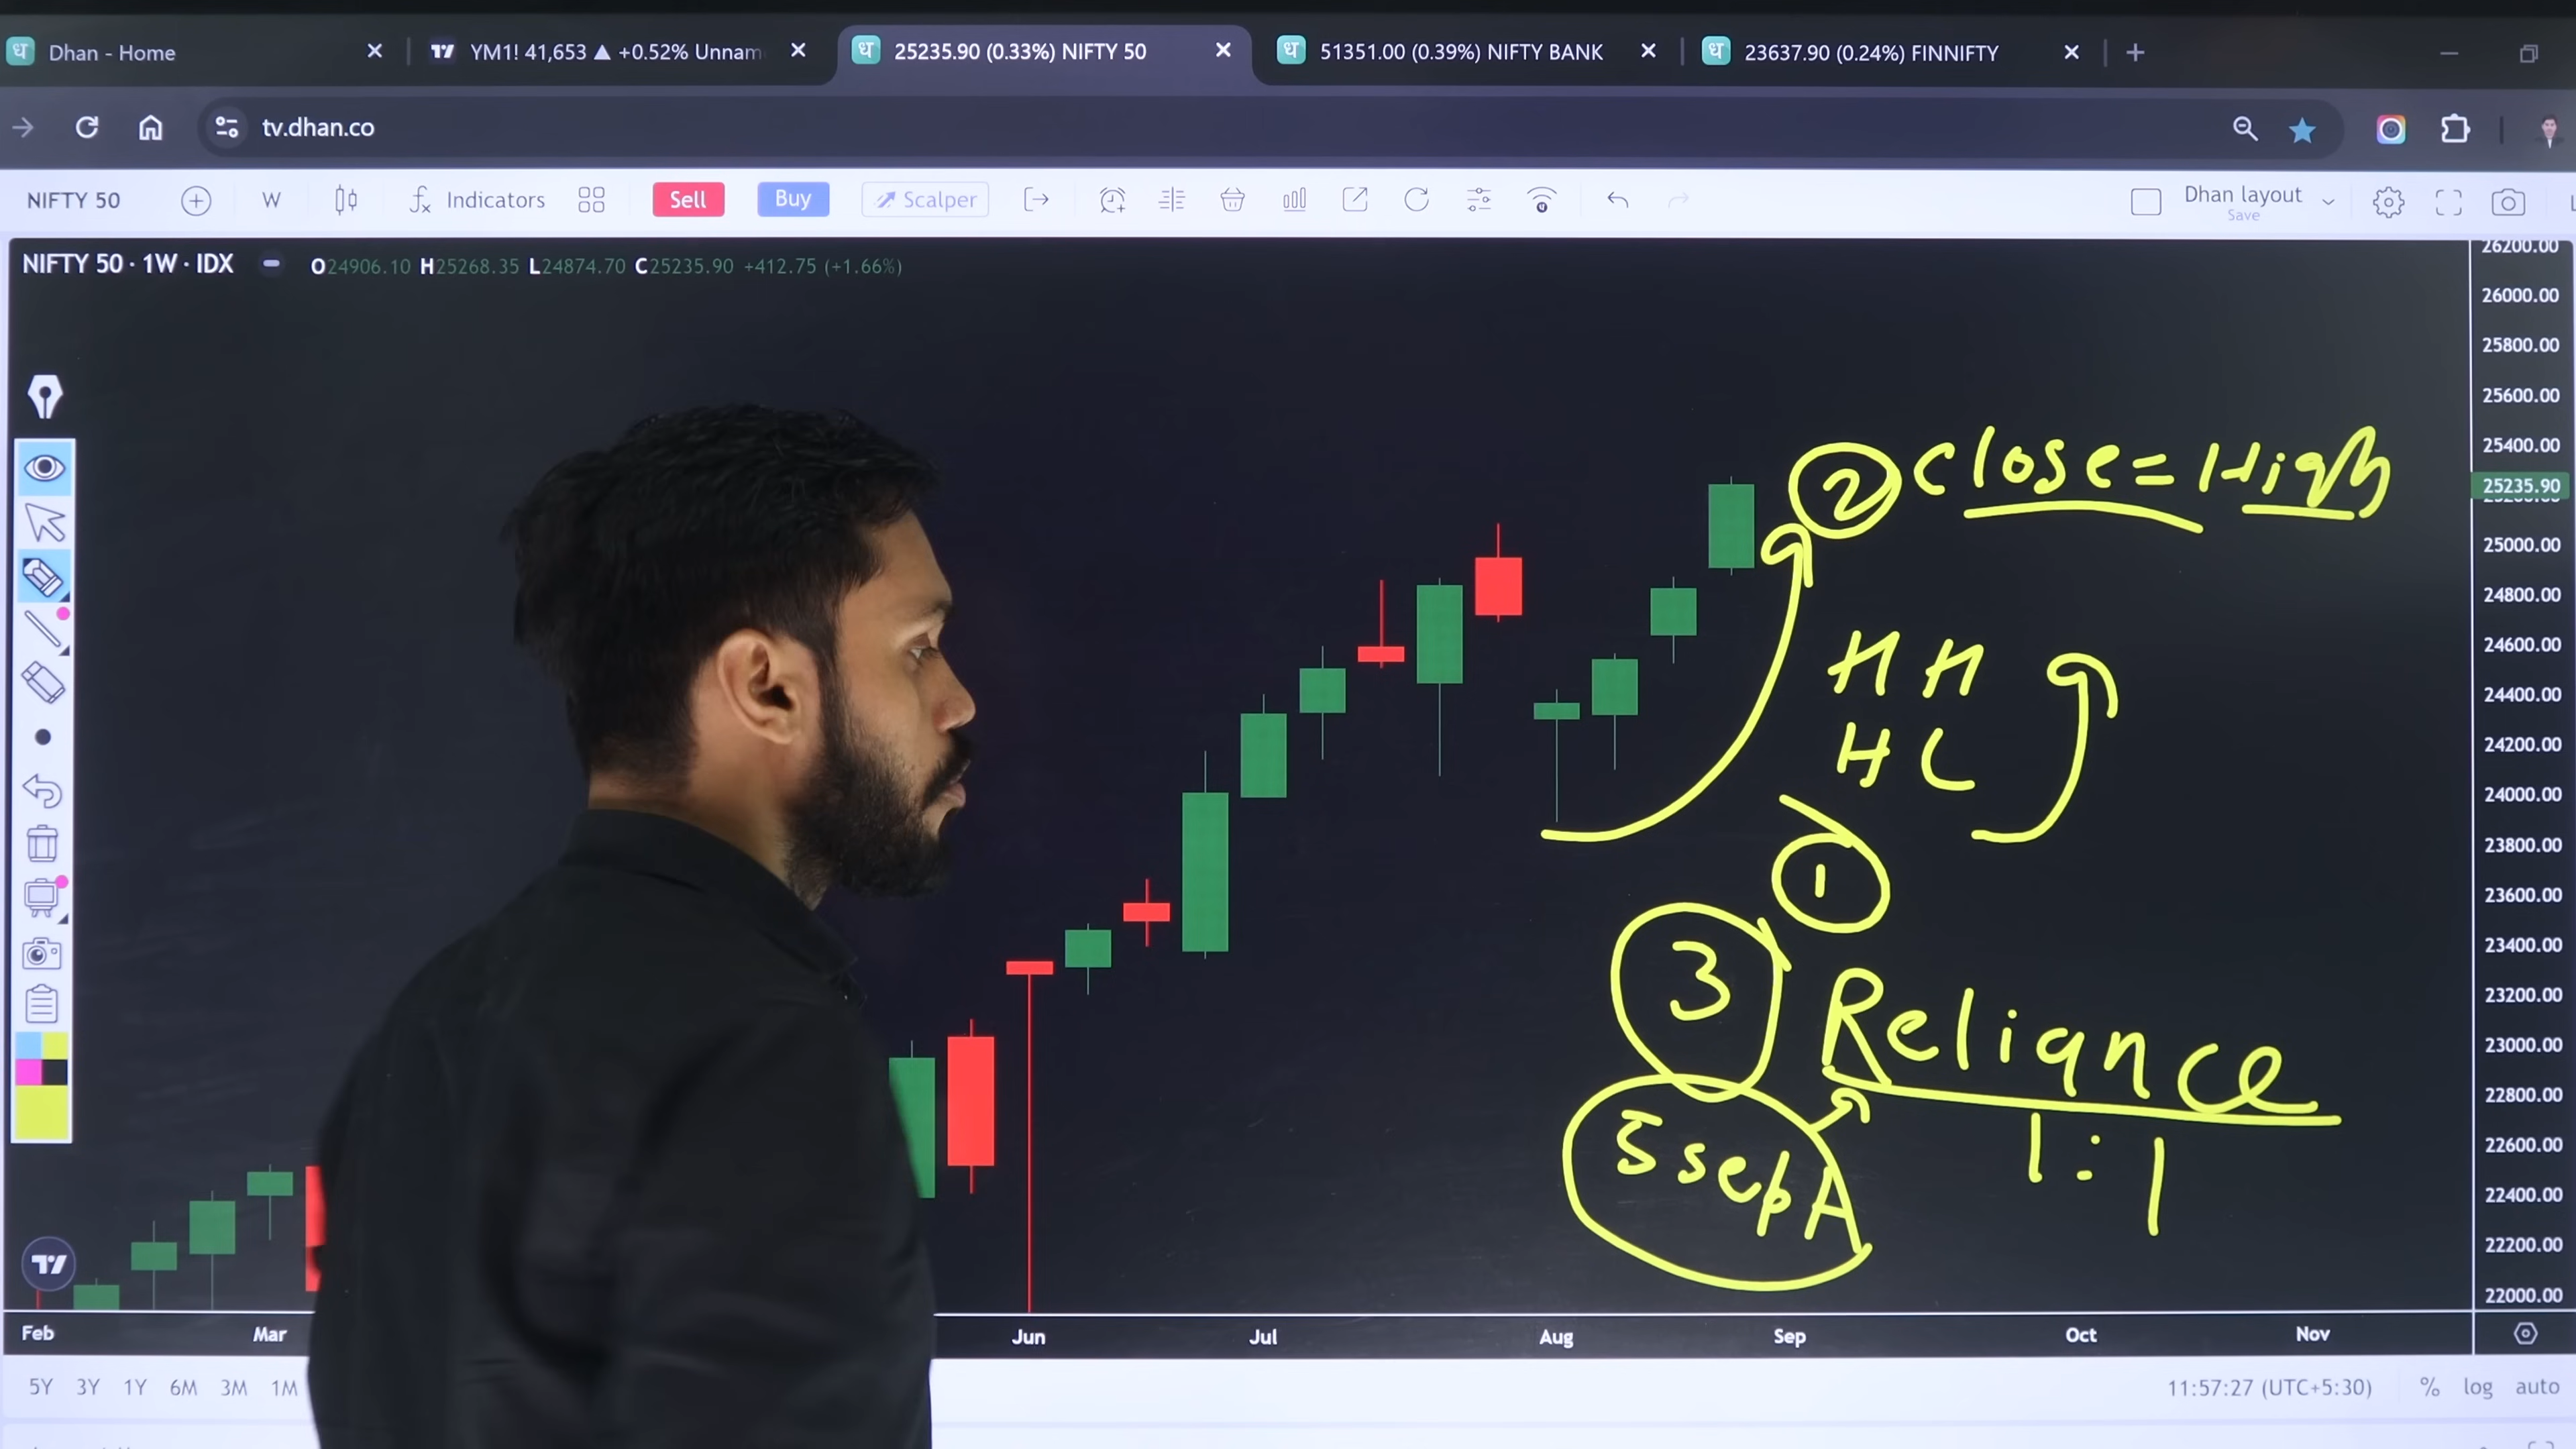 Dhan - Home
YM1! 41,653 ▲ +0.52% Unnam
25235.90 (0.33%) NIFTY 50
51351.00 (0.39%) NIFTY BANK
23637.90 (0.24%) FINNIFTY
tv.dhan.co
NIFTY 50
W
Indicators
Sell
Buy
Scalper
Dhan layout
Save
NIFTY 50 · 1W · IDX
O24906.10 H25268.35 L24874.70 C25235.90 +412.75 (+1.66%)
26200.00
26000.00
25800.00
25600.00
25400.00
25235.90
25000.00
24800.00
24600.00
24400.00
24200.00
24000.00
23800.00
23600.00
23400.00
23200.00
23000.00
22800.00
22600.00
22400.00
22200.00
22000.00
2 Close = High
HH
HL
1
3
Reliance
5 sep A
1:1
Feb
Mar
Jun
Jul
Aug
Sep
Oct
Nov
5Y 3Y 1Y 6M 3M 1M
11:57:27 (UTC+5:30)
% log auto